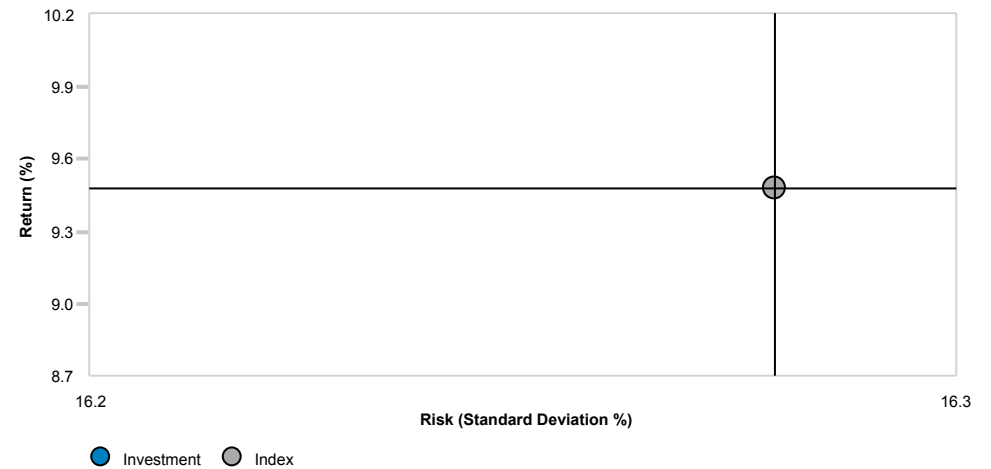 10.2
9.9
9.6
9.3
9.0
8.7
Return (%)
16.2
16.3
Risk (Standard Deviation %)
Investment Index